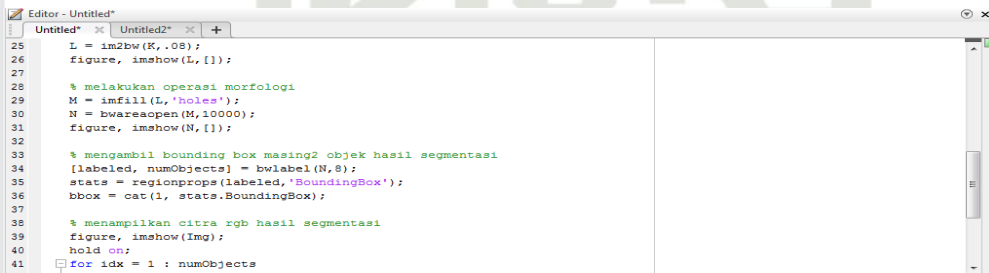 Editor - Untitled*
Untitled* Untitled2*
25 L = im2bw(K,.08);
26 figure, imshow(L,[]);
27
28 % melakukan operasi morfologi
29 M = imfill(L,'holes');
30 N = bwareaopen(M,10000);
31 figure, imshow(N,[]);
32
33 % mengambil bounding box masing2 objek hasil segmentasi
34 [labeled, numObjects] = bwlabel(N,8);
35 stats = regionprops(labeled,'BoundingBox');
36 bbox = cat(1, stats.BoundingBox);
37
38 % menampilkan citra rgb hasil segmentasi
39 figure, imshow(Img);
40 hold on;
41 for idx = 1 : numObjects